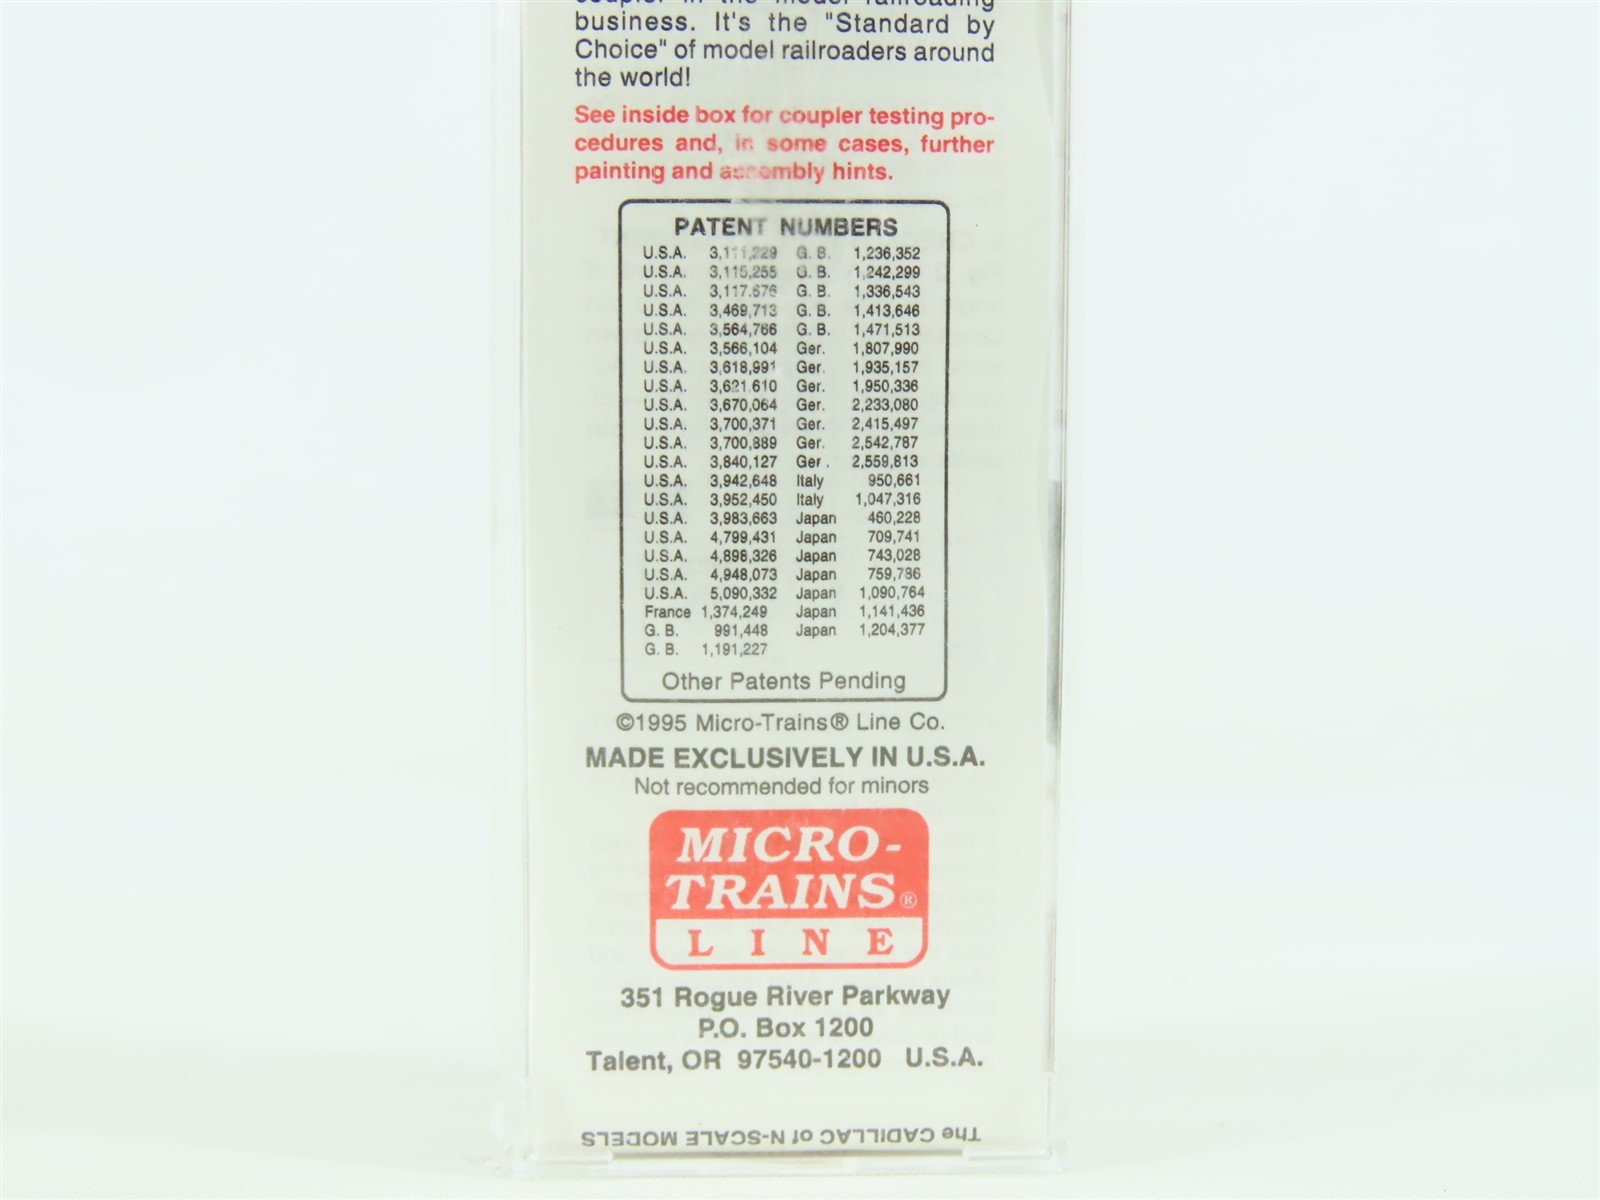 business. It's the "Standard by
Choice" of model railroaders around
the world!
See inside box for coupler testing pro-
cedures and, in some cases, further
painting and assembly hints.
PATENT NUMBERS
U.S.A. 3,111,229 G. B. 1,236,352
U.S.A. 3,115,255 G. B. 1,242,299
U.S.A. 3,117.676 G. B. 1,336,543
U.S.A. 3,469,713 G. B. 1,413,646
U.S.A. 3,564,766 G. B. 1,471,513
U.S.A. 3,566,104 Ger. 1,807,990
U.S.A. 3,618,991 Ger. 1,935,157
U.S.A. 3,621,610 Ger. 1,950,336
U.S.A. 3,670,064 Ger. 2,233,080
U.S.A. 3,700,371 Ger. 2,415,497
U.S.A. 3,700,889 Ger. 2,542,787
U.S.A. 3,840,127 Ger. 2,559,813
U.S.A. 3,942,648 Italy 950,661
U.S.A. 3,952,450 Italy 1,047,316
U.S.A. 3,983,663 Japan 460,228
U.S.A. 4,799,431 Japan 709,741
U.S.A. 4,898,326 Japan 743,028
U.S.A. 4,948,073 Japan 759,796
U.S.A. 5,090,332 Japan 1,090,764
France 1,374,249 Japan 1,141,436
G. B. 991,448 Japan 1,204,377
G. B. 1,191,227
Other Patents Pending
©1995 Micro-Trains® Line Co.
MADE EXCLUSIVELY IN U.S.A.
Not recommended for minors
MICRO-
TRAINS®
LINE
351 Rogue River Parkway
P.O. Box 1200
Talent, OR 97540-1200 U.S.A.
The CADILLAC of N-SCALE MODELS